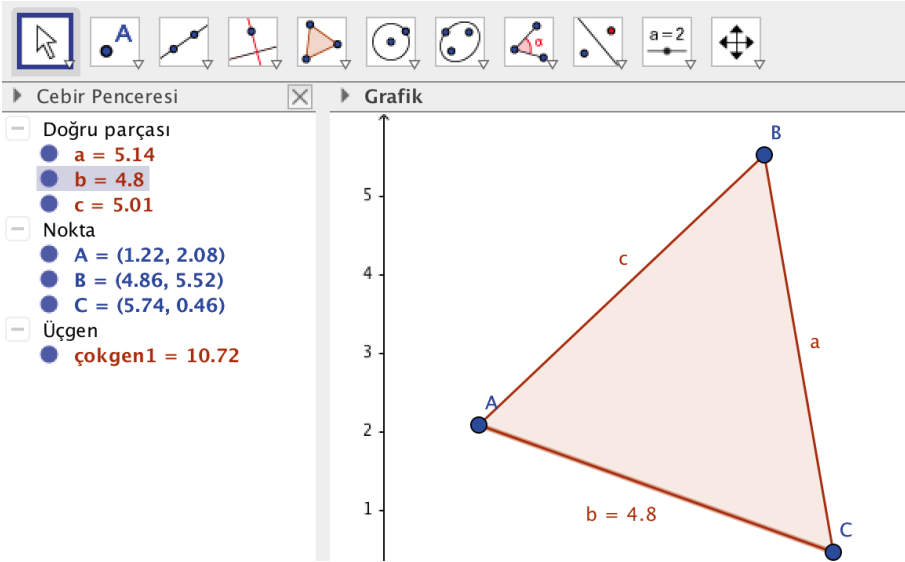 A
α
a=2
Cebir Penceresi
Grafik
Doğru parçası
a = 5.14
b = 4.8
c = 5.01
Nokta
A = (1.22, 2.08)
B = (4.86, 5.52)
C = (5.74, 0.46)
Üçgen
çokgen1 = 10.72
B
5
c
4
3
a
A
2
b = 4.8
1
C